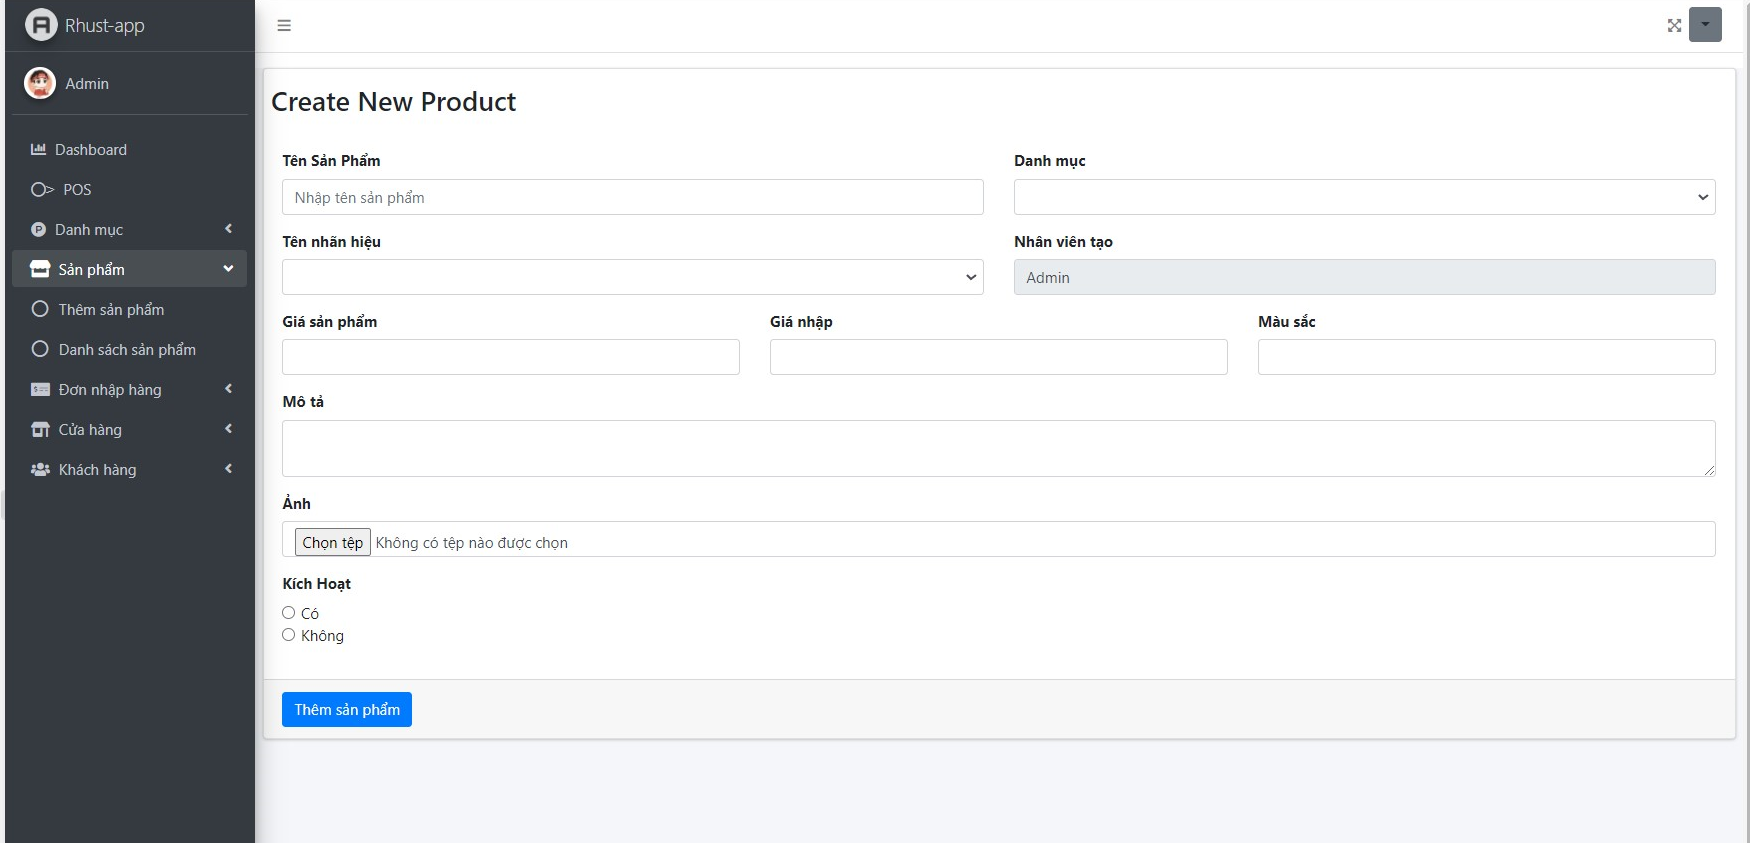 Rhust-app
Admin
Dashboard
POS
Danh mục
Sản phẩm
Thêm sản phẩm
Danh sách sản phẩm
Đơn nhập hàng
Cửa hàng
Khách hàng
Create New Product
Tên Sản Phẩm
Danh mục
Nhập tên sản phẩm
Tên nhãn hiệu
Nhân viên tạo
Admin
Giá sản phẩm
Giá nhập
Màu sắc
Mô tả
Ảnh
Chọn tệp Không có tệp nào được chọn
Kích Hoạt
Có
Không
Thêm sản phẩm